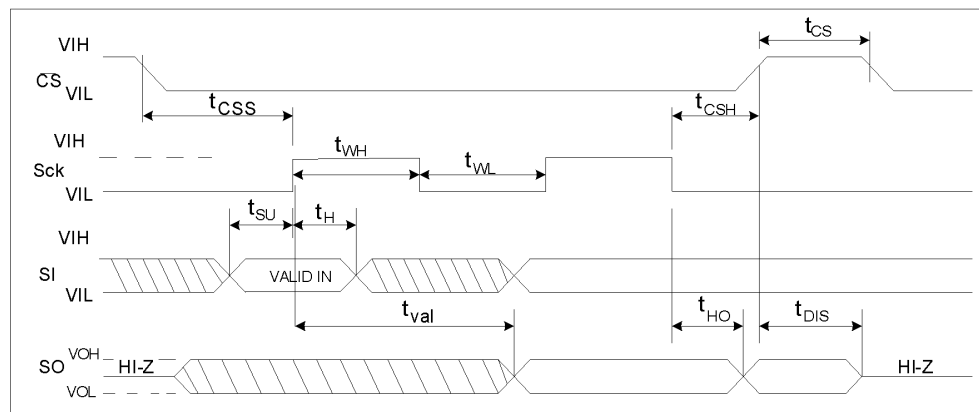 VIH
tCS
CS
VIL
tCSS
tCSH
VIH
tWH
Sck
tWL
VIL
tSU
tH
VIH
SI
VALID IN
VIL
tval
tHO
tDIS
VOH
SO
HI-Z
HI-Z
VOL